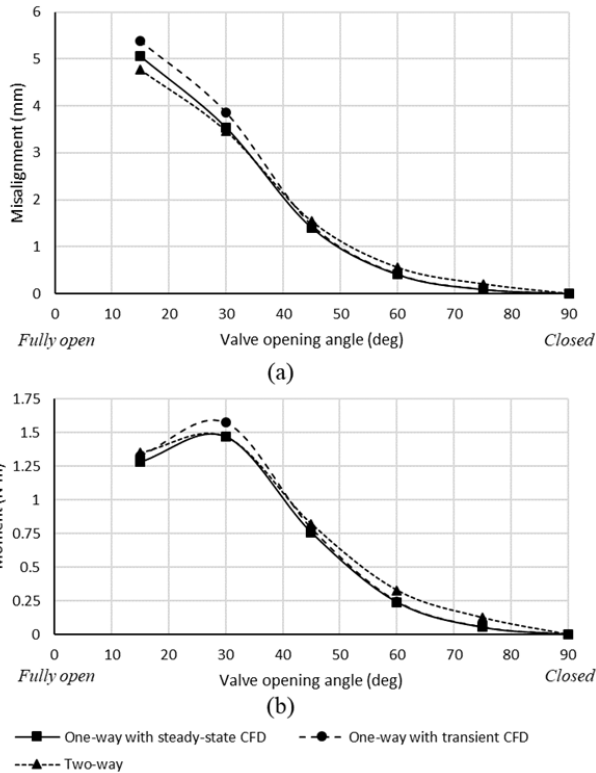 6
5
4
3
2
1
0
Misalignment (mm)
0 10 20 30 40 50 60 70 80 90
Fully open Valve opening angle (deg) Closed
(a)
1.75
1.5
1.25
1
0.75
0.5
0.25
0
0 10 20 30 40 50 60 70 80 90
Fully open Valve opening angle (deg) Closed
(b)
One-way with steady-state CFD One-way with transient CFD
Two-way